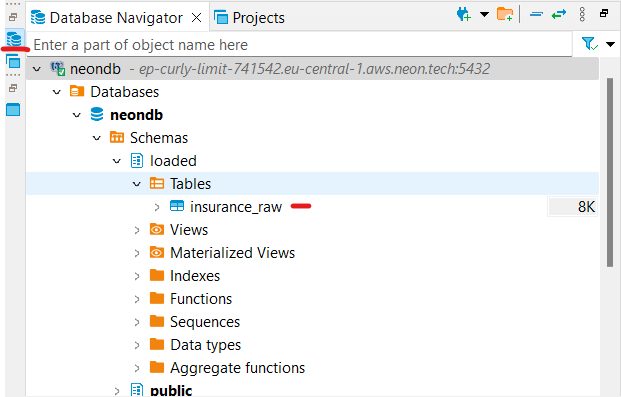 Database Navigator
Projects
Enter a part of object name here
neondb - ep-curly-limit-741542.eu-central-1.aws.neon.tech:5432
Databases
neondb
Schemas
loaded
Tables
insurance_raw 8K
Views
Materialized Views
Indexes
Functions
Sequences
Data types
Aggregate functions
public